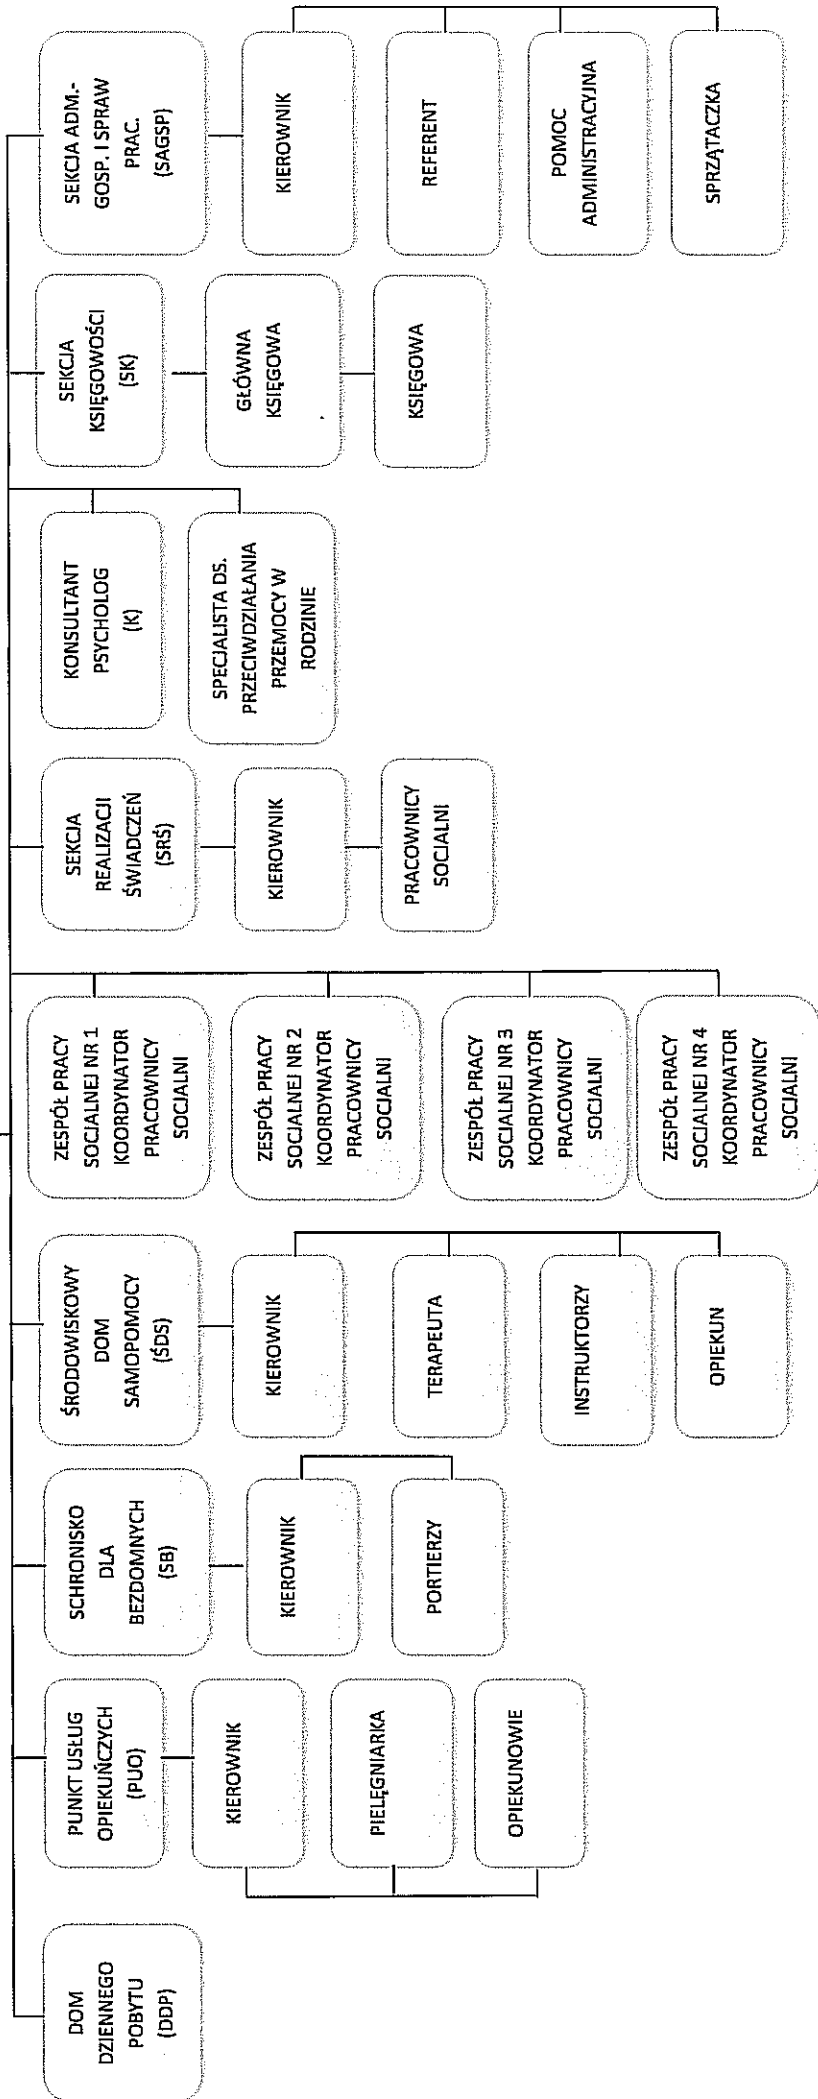 DOM
DZIENNEGO
POBYTU
(DDP)
PUNKT USŁUG
OPIEKUŃCZYCH
(PUO)
KIEROWNIK
PIELĘGNIARKA
OPIEKUNOWIE
SCHRONISKO
DLA
BEZDOMNYCH
(SB)
KIEROWNIK
PORTIERZY
ŚRODOWISKOWY
DOM
SAMOPOMOCY
(ŚDS)
KIEROWNIK
TERAPEUTA
INSTRUKTORZY
OPIEKUN
ZESPÓŁ PRACY
SOCJALNEJ NR 1
KOORDYNATOR
PRACOWNICY
SOCJALNI
ZESPÓŁ PRACY
SOCJALNEJ NR 2
KOORDYNATOR
PRACOWNICY
SOCJALNI
ZESPÓŁ PRACY
SOCJALNEJ NR 3
KOORDYNATOR
PRACOWNICY
SOCJALNI
ZESPÓŁ PRACY
SOCJALNEJ NR 4
KOORDYNATOR
PRACOWNICY
SOCJALNI
SEKCJA
REALIZACJI
ŚWIADCZEŃ
(SRŚ)
KIEROWNIK
PRACOWNICY
SOCJALNI
KONSULTANT
PSYCHOLOG
(K)
SPECJALISTA DS.
PRZECIWDZIAŁANIA
PRZEMOCY W
RODZINIE
SEKCJA
KSIĘGOWOŚCI
(SK)
GŁÓWNA
KSIĘGOWA
KSIĘGOWA
SEKCJA ADM.-
GOSP. I SPRAW
PRAC.
(SAGSP)
KIEROWNIK
REFERENT
POMOC
ADMINISTRACYJNA
SPRZĄTACZKA